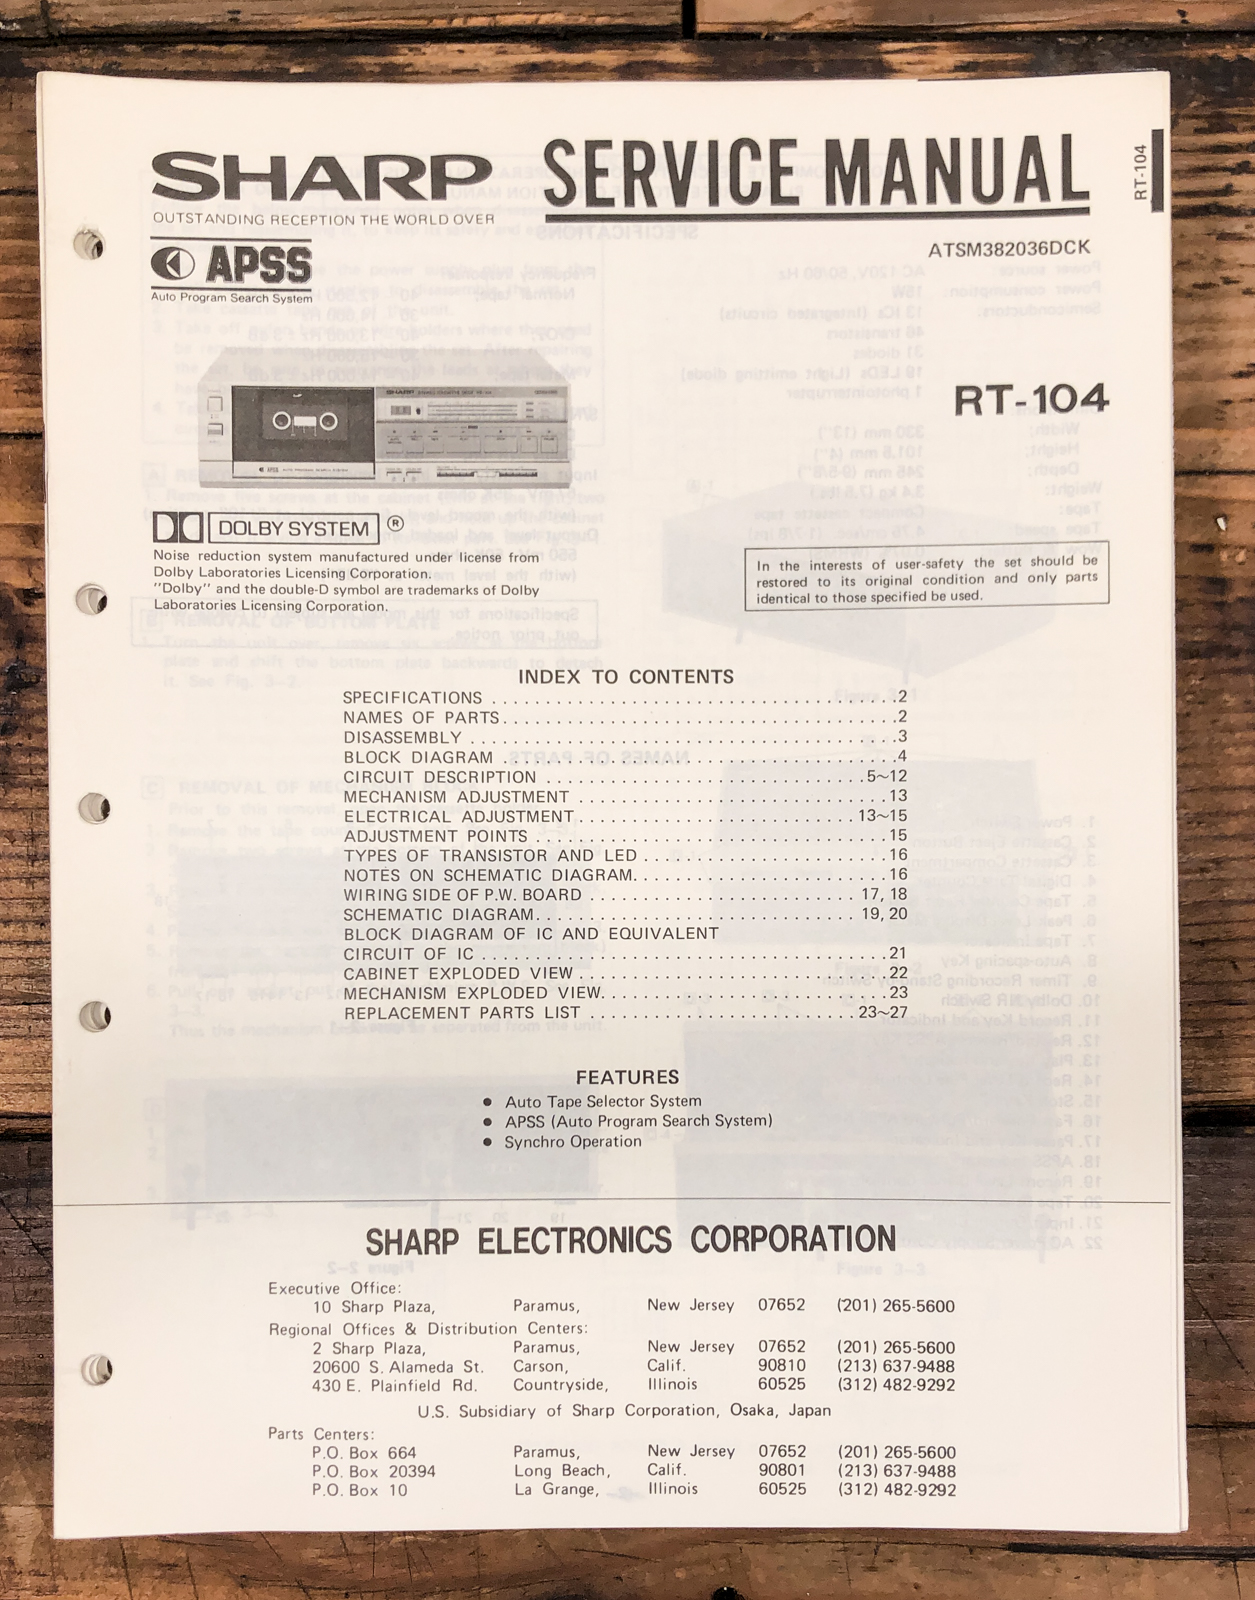 SHARP SERVICE MANUAL
OUTSTANDING RECEPTION THE WORLD OVER
RT-104
ATSM382036DCK
APSS
Auto Program Search System
SHARP
APSS
RT-104
DOLBY SYSTEM ®
Noise reduction system manufactured under license from
Dolby Laboratories Licensing Corporation.
"Dolby" and the double-D symbol are trademarks of Dolby
Laboratories Licensing Corporation.
In the interests of user-safety the set should be
restored to its original condition and only parts
identical to those specified be used.
INDEX TO CONTENTS
SPECIFICATIONS . . . . . . . . . . . . . . . . . . . . 2
NAMES OF PARTS . . . . . . . . . . . . . . . . . . . . 2
DISASSEMBLY . . . . . . . . . . . . . . . . . . . . 3
BLOCK DIAGRAM . . . . . . . . . . . . . . . . . . . . 4
CIRCUIT DESCRIPTION . . . . . . . . . . . . . . . . . . . . 5~12
MECHANISM ADJUSTMENT . . . . . . . . . . . . . . . . . . . . 13
ELECTRICAL ADJUSTMENT . . . . . . . . . . . . . . . . . . . . 13~15
ADJUSTMENT POINTS . . . . . . . . . . . . . . . . . . . . 15
TYPES OF TRANSISTOR AND LED . . . . . . . . . . . . . . . . . . . . 16
NOTES ON SCHEMATIC DIAGRAM . . . . . . . . . . . . . . . . . . . . 16
WIRING SIDE OF P.W. BOARD . . . . . . . . . . . . . . . . . . . . 17, 18
SCHEMATIC DIAGRAM . . . . . . . . . . . . . . . . . . . . 19, 20
BLOCK DIAGRAM OF IC AND EQUIVALENT
CIRCUIT OF IC . . . . . . . . . . . . . . . . . . . . 21
CABINET EXPLODED VIEW . . . . . . . . . . . . . . . . . . . . 22
MECHANISM EXPLODED VIEW . . . . . . . . . . . . . . . . . . . . 23
REPLACEMENT PARTS LIST . . . . . . . . . . . . . . . . . . . . 23~27
FEATURES
● Auto Tape Selector System
● APSS (Auto Program Search System)
● Synchro Operation
SHARP ELECTRONICS CORPORATION
Executive Office:
10 Sharp Plaza, Paramus, New Jersey 07652 (201) 265-5600
Regional Offices & Distribution Centers:
2 Sharp Plaza, Paramus, New Jersey 07652 (201) 265-5600
20600 S. Alameda St. Carson, Calif. 90810 (213) 637-9488
430 E. Plainfield Rd. Countryside, Illinois 60525 (312) 482-9292
U.S. Subsidiary of Sharp Corporation, Osaka, Japan
Parts Centers:
P.O. Box 664 Paramus, New Jersey 07652 (201) 265-5600
P.O. Box 20394 Long Beach, Calif. 90801 (213) 637-9488
P.O. Box 10 La Grange, Illinois 60525 (312) 482-9292